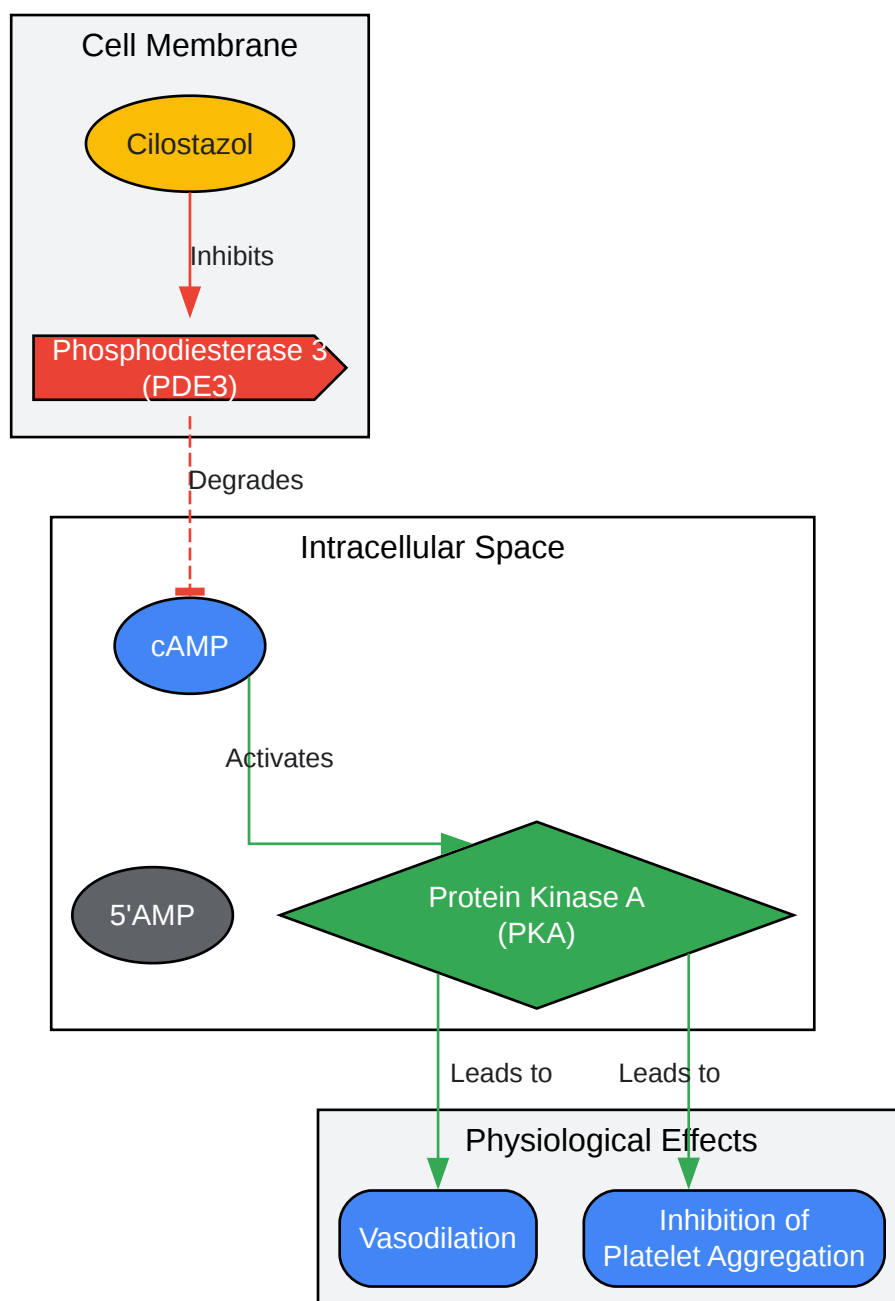 Cell Membrane
Cilostazol
Inhibits
Phosphodiesterase 3
(PDE3)
Degrades
Intracellular Space
cAMP
Activates
5'AMP
Protein Kinase A
(PKA)
Leads to
Leads to
Physiological Effects
Vasodilation
Inhibition of
Platelet Aggregation